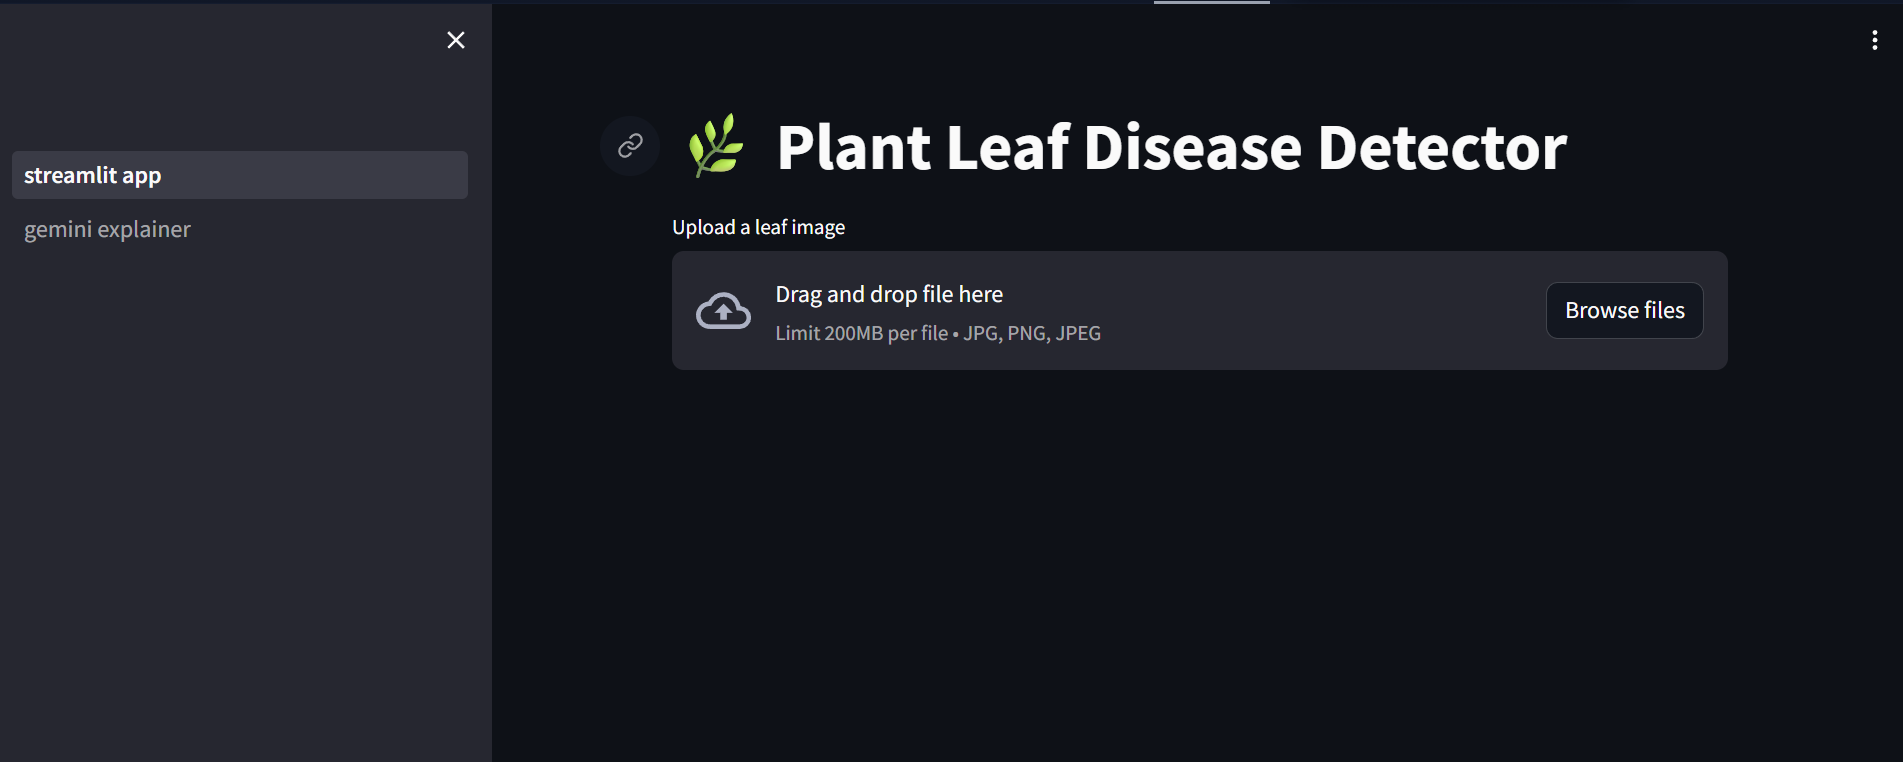 streamlit app
gemini explainer
🌿 Plant Leaf Disease Detector
Upload a leaf image
Drag and drop file here
Limit 200MB per file • JPG, PNG, JPEG
Browse files